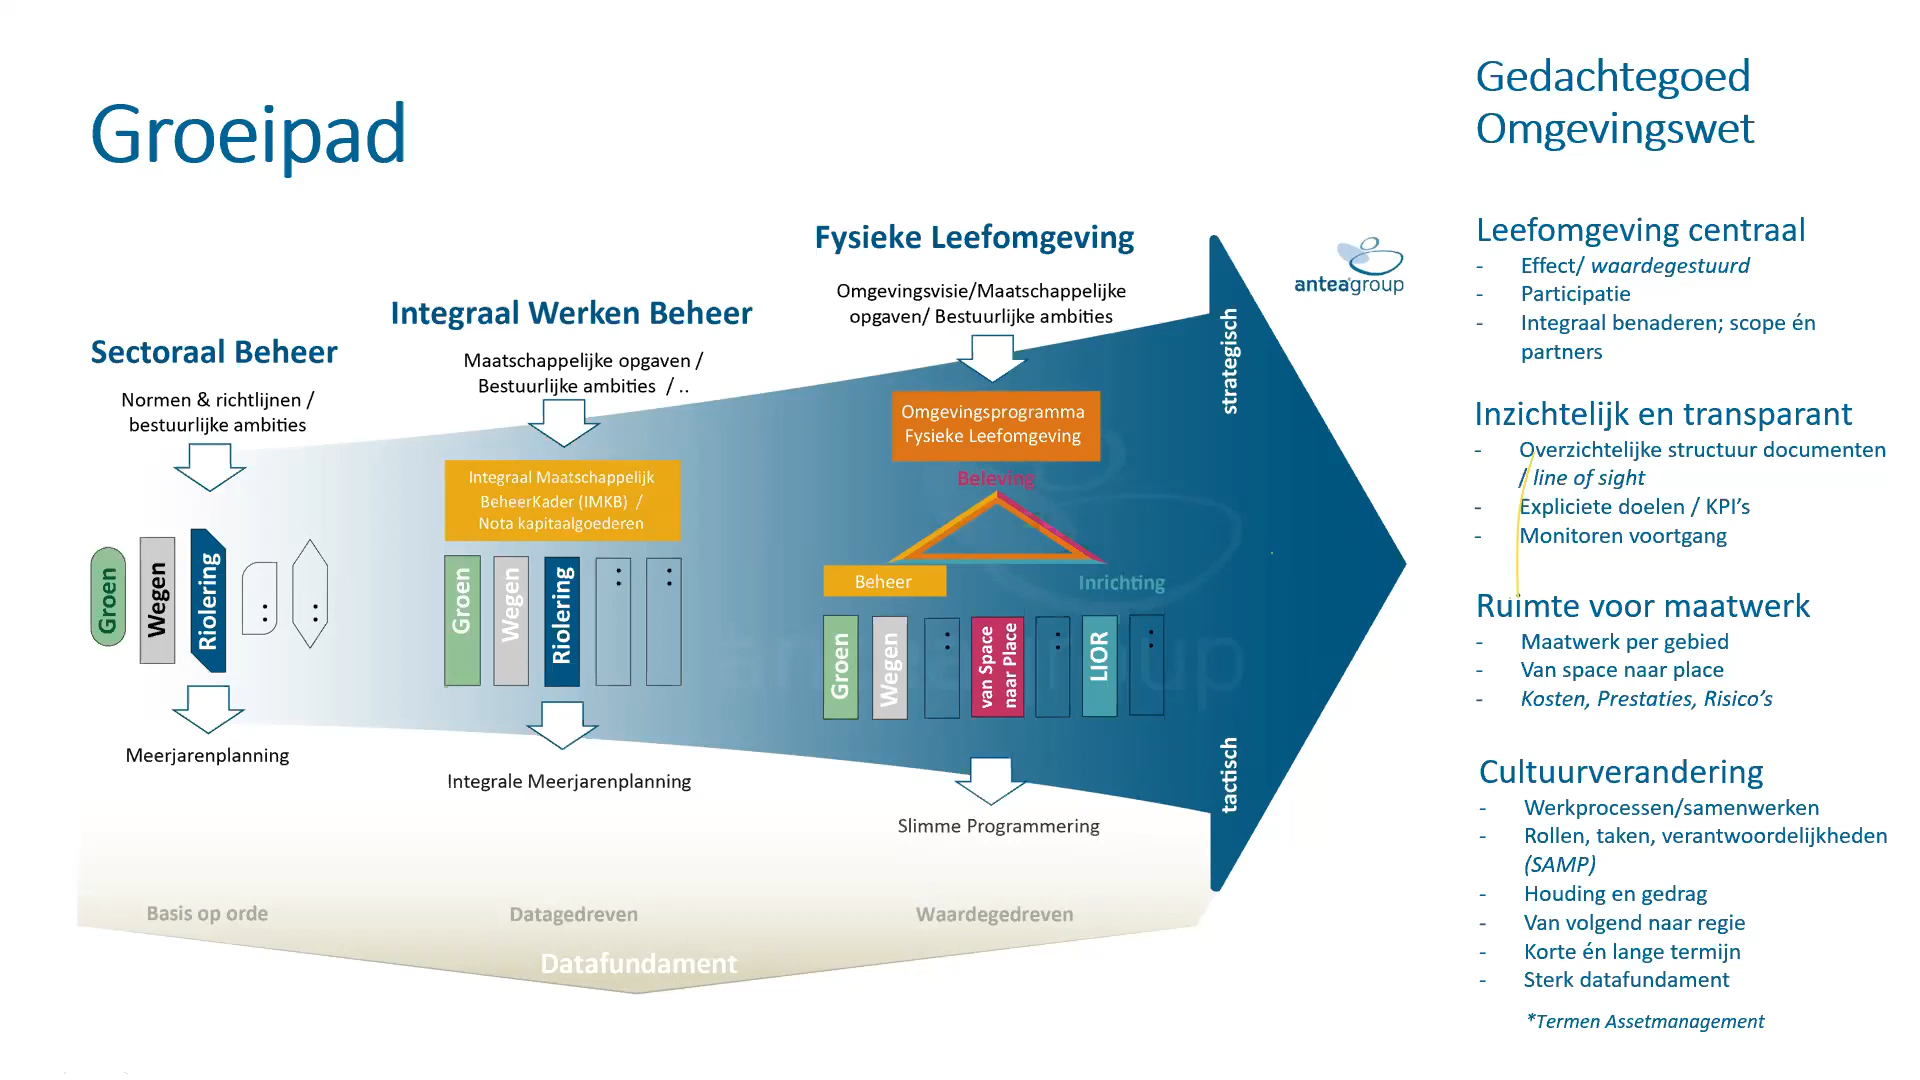 Groeipad
Gedachtegoed
Omgevingswet
Sectoraal Beheer
Normen & richtlijnen /
bestuurlijke ambities
Groen
Wegen
Riolering
:
:
Meerjarenplanning
Integraal Werken Beheer
Maatschappelijke opgaven /
Bestuurlijke ambities / ..
Integraal Maatschappelijk
BeheerKader (IMKB) /
Nota kapitaalgoederen
Groen
Wegen
Riolering
:
:
Integrale Meerjarenplanning
Fysieke Leefomgeving
Omgevingsvisie/Maatschappelijke
opgaven/ Bestuurlijke ambities
Omgevingsprogramma
Fysieke Leefomgeving
Beleving
Beheer
Inrichting
Groen
Wegen
:
van Space
naar Place
:
LIOR
:
Slimme Programmering
strategisch
tactisch
anteagroup
anteagroup
Basis op orde
Datagedreven
Waardegedreven
Datafundament
Leefomgeving centraal
- Effect/ waardegestuurd
- Participatie
- Integraal benaderen; scope én
partners
Inzichtelijk en transparant
- Overzichtelijke structuur documenten
/ line of sight
- Expliciete doelen / KPI's
- Monitoren voortgang
Ruimte voor maatwerk
- Maatwerk per gebied
- Van space naar place
- Kosten, Prestaties, Risico's
Cultuurverandering
- Werkprocessen/samenwerken
- Rollen, taken, verantwoordelijkheden
(SAMP)
- Houding en gedrag
- Van volgend naar regie
- Korte én lange termijn
- Sterk datafundament
*Termen Assetmanagement